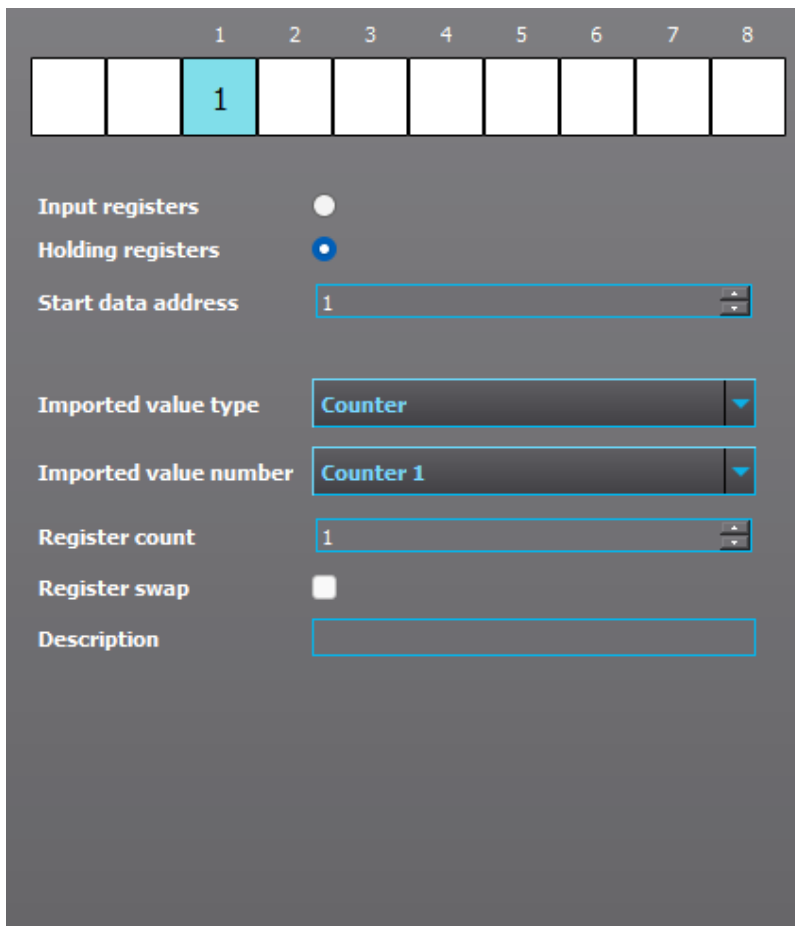 1 2 3 4 5 6 7 8
1
Input registers
Holding registers
Start data address 1
Imported value type Counter
Imported value number Counter 1
Register count 1
Register swap
Description